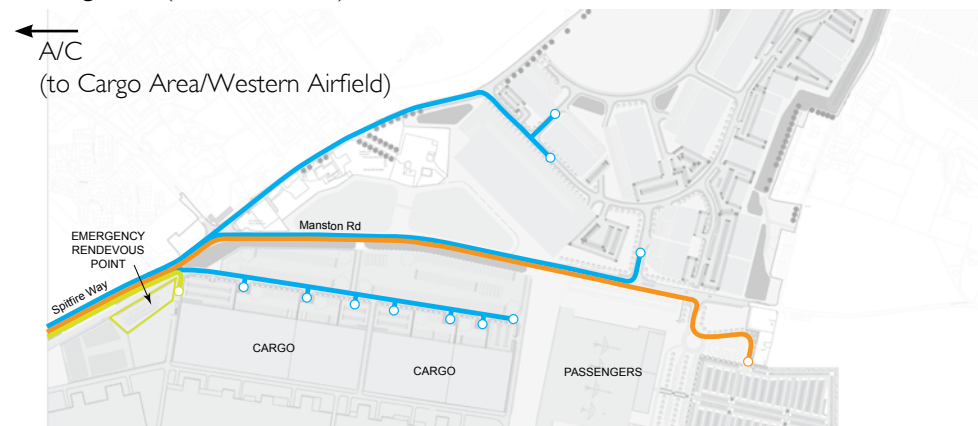 A/C
(to Cargo Area/Western Airfield)
Manston Rd
EMERGENCY
RENDEVOUS
POINT
Spitfire Way
CARGO
CARGO
PASSENGERS